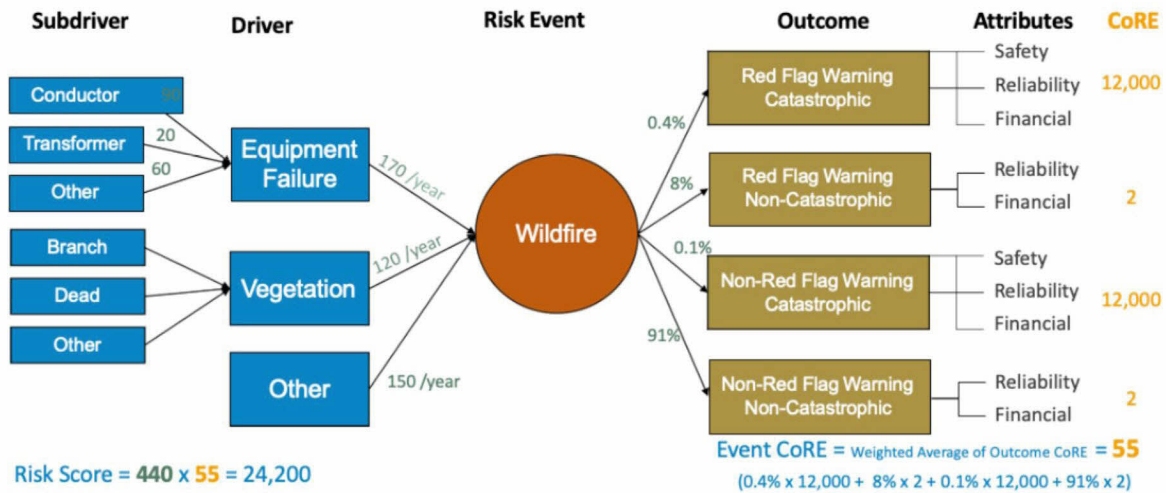 Subdriver
Driver
Risk Event
Outcome
Attributes
CoRE
Conductor
Transformer
20
Other
60
Equipment
Failure
170 /year
Branch
Dead
Other
Vegetation
120 /year
Other
150 /year
Wildfire
0.4%
Red Flag Warning
Catastrophic
Safety
Reliability
Financial
12,000
8%
Red Flag Warning
Non-Catastrophic
Reliability
Financial
2
0.1%
Non-Red Flag Warning
Catastrophic
Safety
Reliability
Financial
12,000
91%
Non-Red Flag Warning
Non-Catastrophic
Reliability
Financial
2
Risk Score = 440 x 55 = 24,200
Event CoRE = Weighted Average of Outcome CoRE = 55
(0.4% x 12,000 + 8% x 2 + 0.1% x 12,000 + 91% x 2)